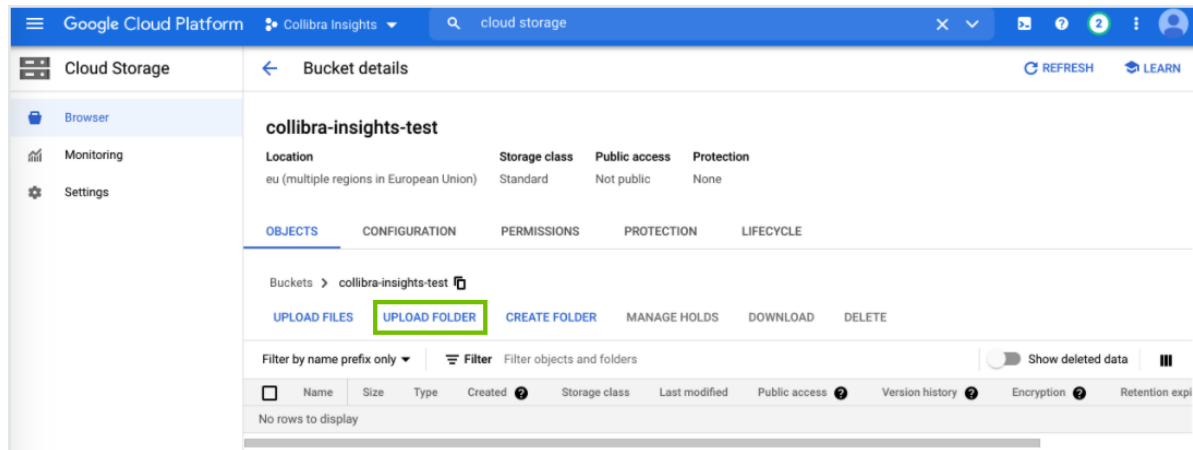 Google Cloud Platform Collibra Insights cloud storage 2
Cloud Storage Bucket details REFRESH LEARN
Browser
Monitoring
Settings
collibra-insights-test
Location Storage class Public access Protection
eu (multiple regions in European Union) Standard Not public None
OBJECTS CONFIGURATION PERMISSIONS PROTECTION LIFECYCLE
Buckets > collibra-insights-test
UPLOAD FILES UPLOAD FOLDER CREATE FOLDER MANAGE HOLDS DOWNLOAD DELETE
Filter by name prefix only Filter Filter objects and folders Show deleted data
Name Size Type Created Storage class Last modified Public access Version history Encryption Retention expi
No rows to display